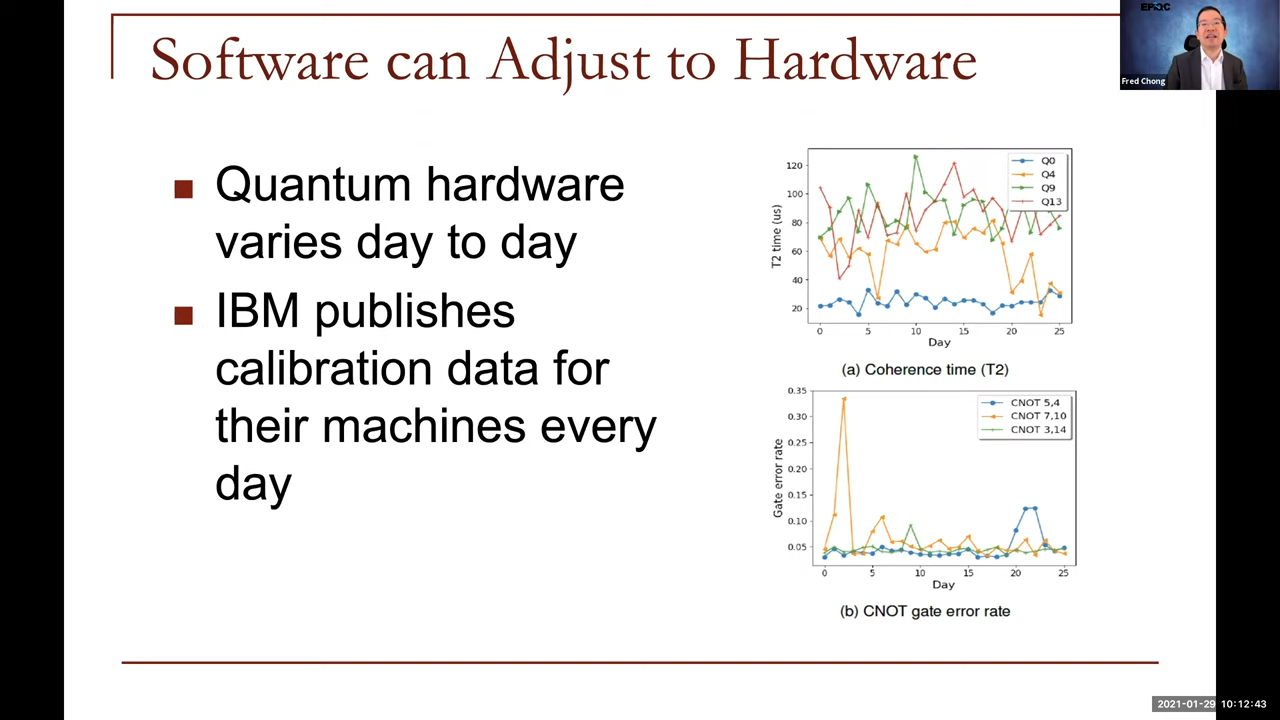 Software can Adjust to Hardware
EPiQC
Fred Chong
Quantum hardware
varies day to day
IBM publishes
calibration data for
their machines every
day
120
100
80
60
40
20
T2 time (us)
Q0
Q4
Q9
Q13
0 5 10 15 20 25
Day
(a) Coherence time (T2)
0.35
0.30
0.25
0.20
0.15
0.10
0.05
Gate error rate
CNOT 5,4
CNOT 7,10
CNOT 3,14
0 5 10 15 20 25
Day
(b) CNOT gate error rate
2021-01-29 10:12:43